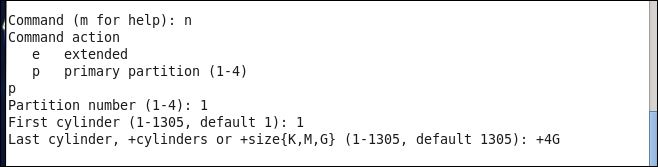 Command (m for help): n
Command action
   e   extended
   p   primary partition (1-4)
p
Partition number (1-4): 1
First cylinder (1-1305, default 1): 1
Last cylinder, +cylinders or +size{K,M,G} (1-1305, default 1305): +4G